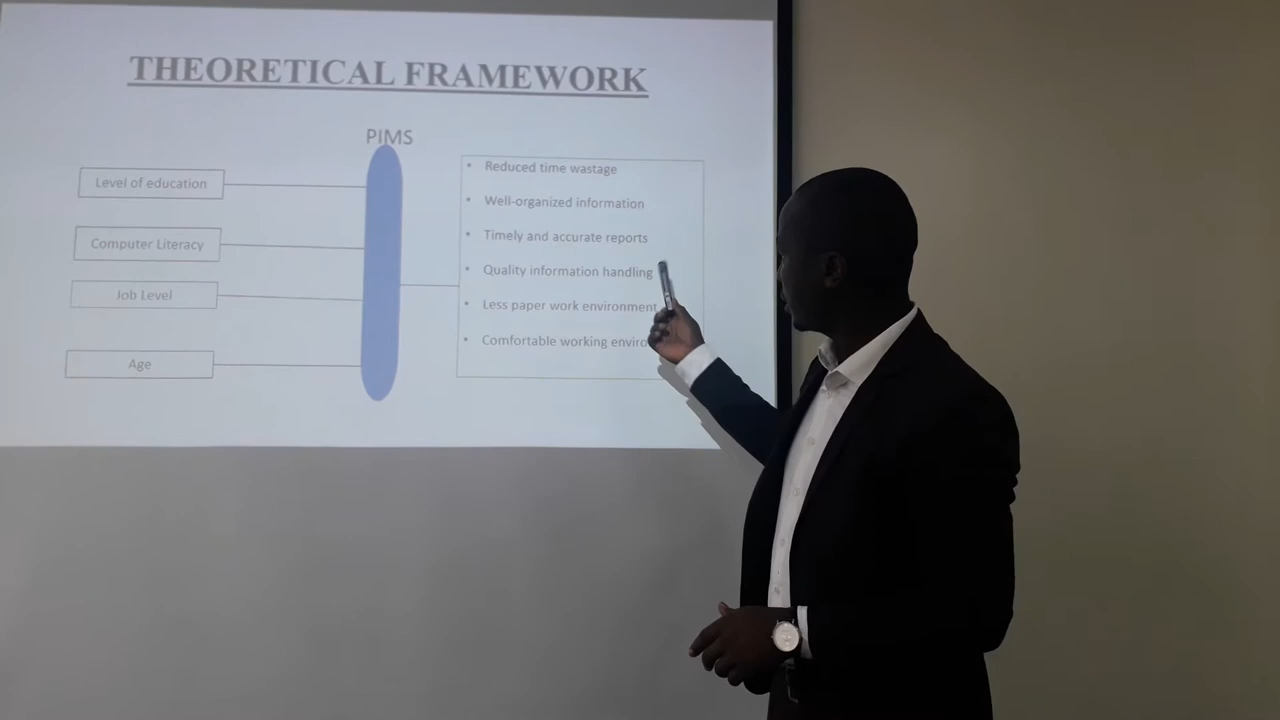 THEORETICAL FRAMEWORK
PIMS
Level of education
Computer Literacy
Job Level
Age
• Reduced time wastage
• Well-organized information
• Timely and accurate reports
• Quality information handling
• Less paper work environment
• Comfortable working